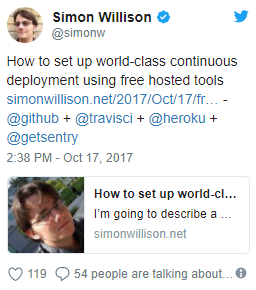 Simon Willison
@simonw
How to set up world-class continuous
deployment using free hosted tools
simonwillison.net/2017/Oct/17/fr… -
@github + @travisci + @heroku +
@getsentry
2:38 PM - Oct 17, 2017
How to set up world-cl…
I'm going to describe a …
simonwillison.net
119 54 people are talking about…